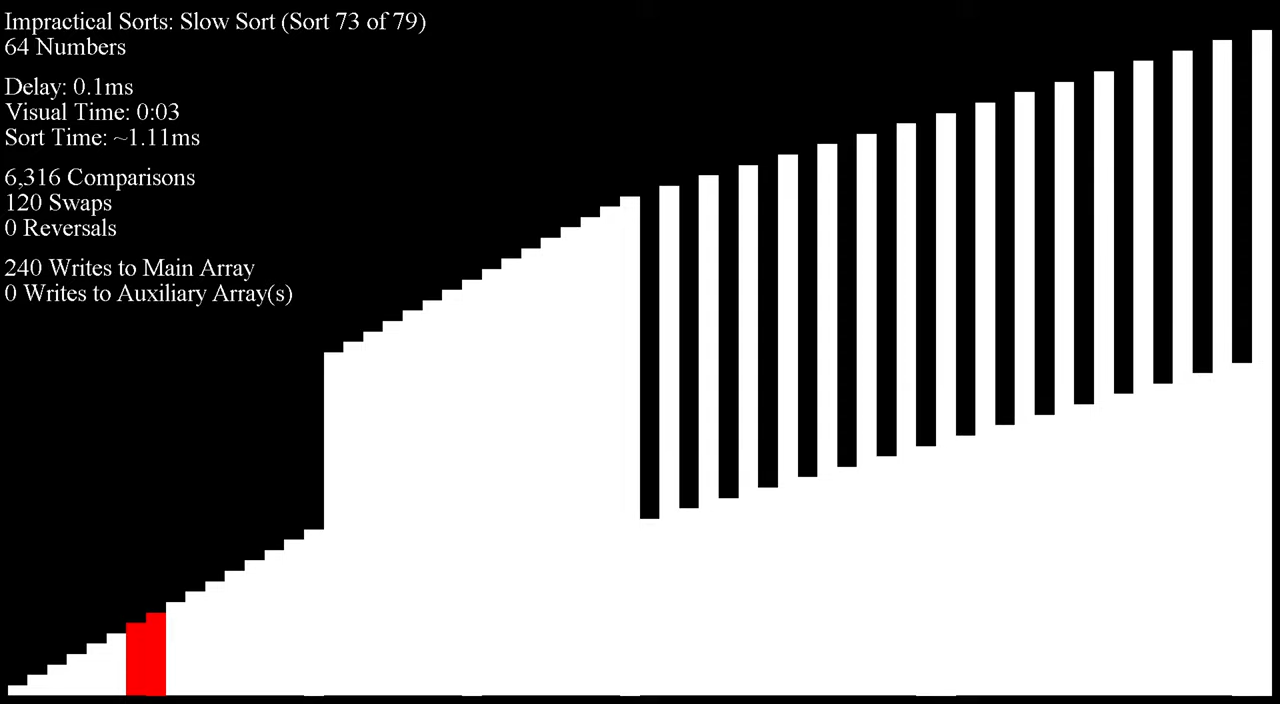 Impractical Sorts: Slow Sort (Sort 73 of 79)
64 Numbers
Delay: 0.1ms
Visual Time: 0:03
Sort Time: ~1.11ms
6,316 Comparisons
120 Swaps
0 Reversals
240 Writes to Main Array
0 Writes to Auxiliary Array(s)